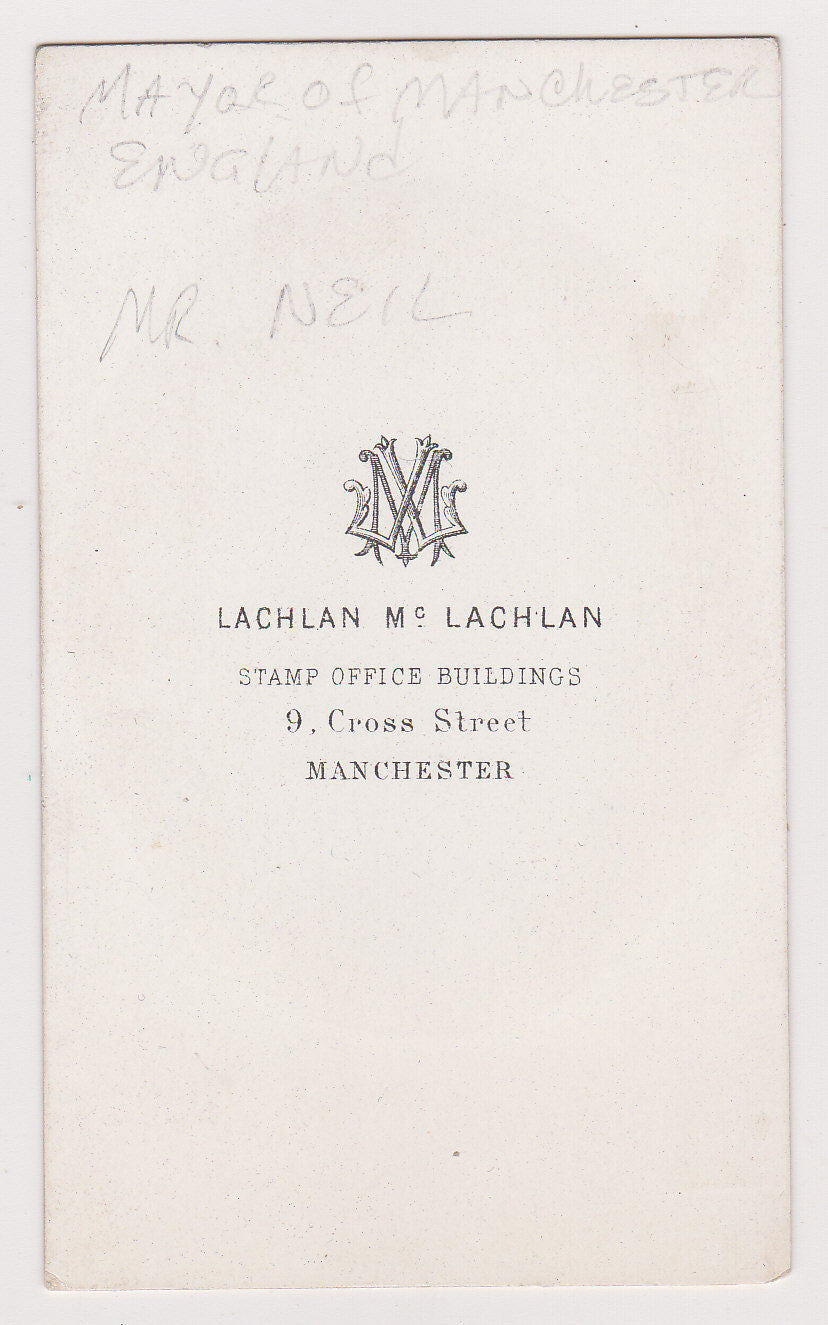 MAYOR OF MANCHESTER
ENGLAND
MR. NEIL
LACHLAN Mc LACHLAN
STAMP OFFICE BUILDINGS
9, Cross Street
MANCHESTER